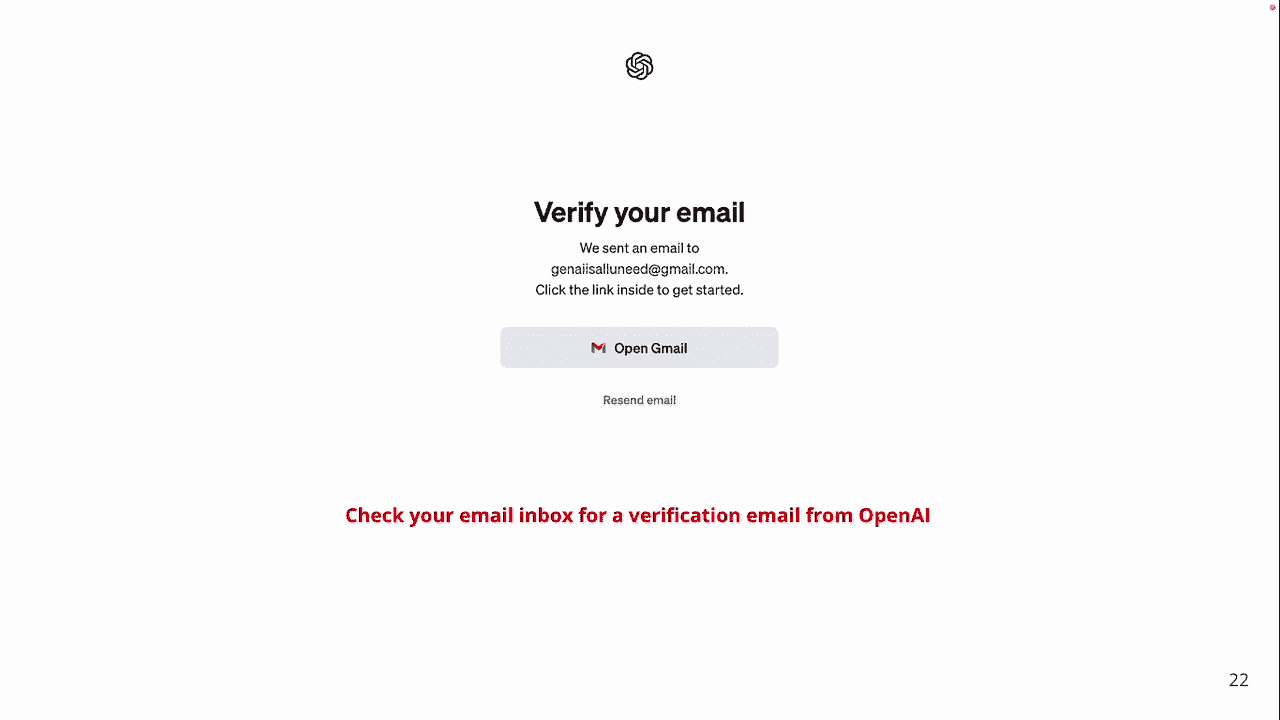 Verify your email
We sent an email to
genaiisalluneed@gmail.com.
Click the link inside to get started.
Open Gmail
Resend email
Check your email inbox for a verification email from OpenAI
22